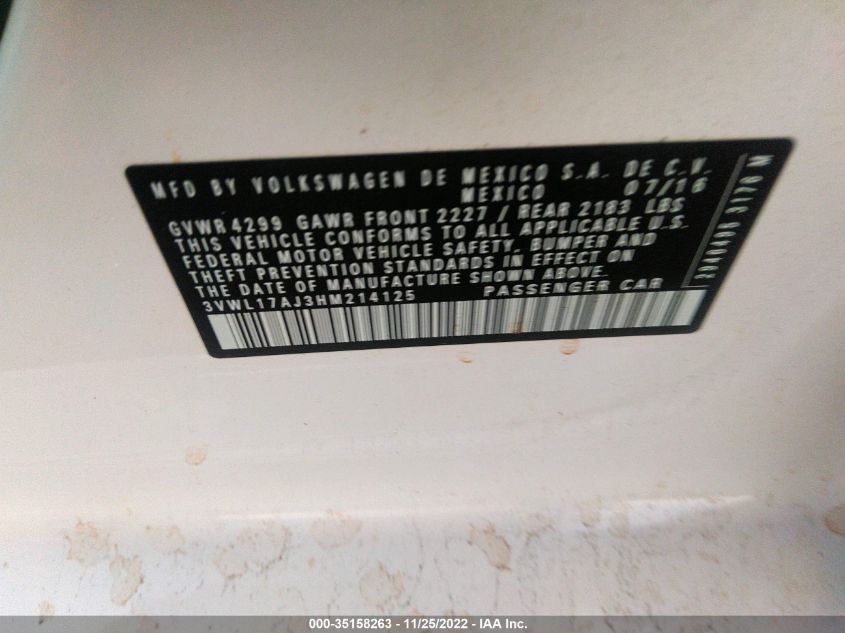 MFD BY VOLKSWAGEN DE MEXICO S.A. DE C.V.
MEXICO 07/16
GVWR 4299 GAWR FRONT 2227 / REAR 2183 LBS
THIS VEHICLE CONFORMS TO ALL APPLICABLE U.S.
FEDERAL MOTOR VEHICLE SAFETY, BUMPER AND
THEFT PREVENTION STANDARDS IN EFFECT ON
THE DATE OF MANUFACTURE SHOWN ABOVE.
3VWL17AJ3HM214125 PASSENGER CAR
000-35158263 - 11/25/2022 - IAA Inc.